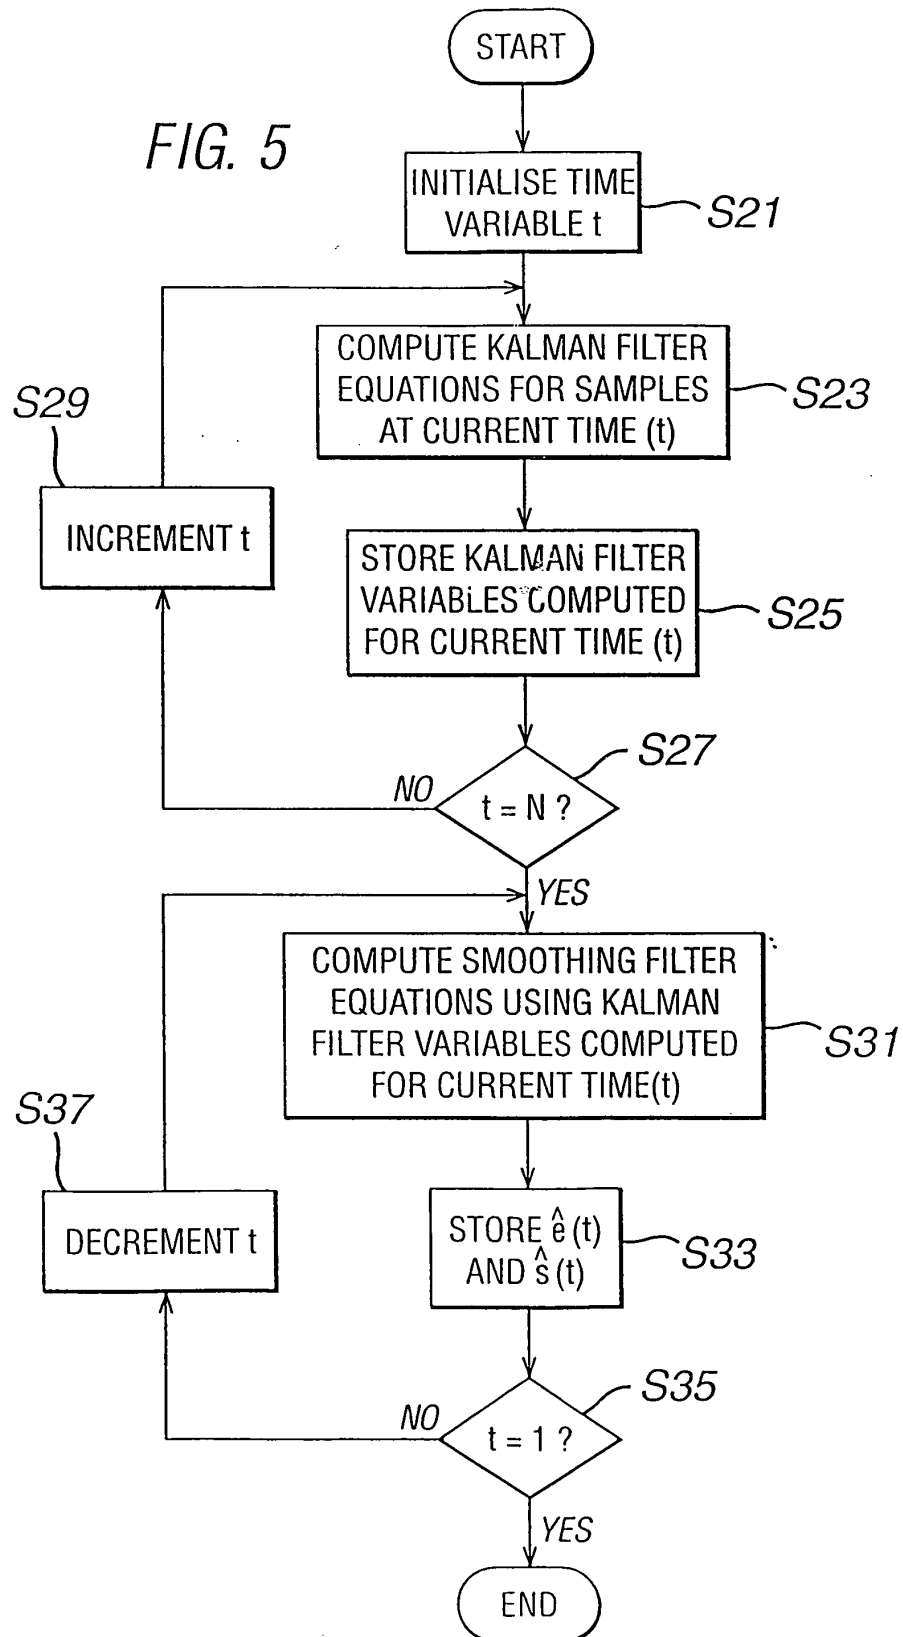 START
FIG. 5
INITIALISE TIME
VARIABLE t
S21
COMPUTE KALMAN FILTER
EQUATIONS FOR SAMPLES
AT CURRENT TIME (t)
S23
S29
INCREMENT t
STORE KALMAN FILTER
VARIABLES COMPUTED
FOR CURRENT TIME (t)
S25
S27
t = N ?
NO
YES
COMPUTE SMOOTHING FILTER
EQUATIONS USING KALMAN
FILTER VARIABLES COMPUTED
FOR CURRENT TIME(t)
S31
S37
DECREMENT t
STORE ê (t)
AND ŝ (t)
S33
S35
t = 1 ?
NO
YES
END